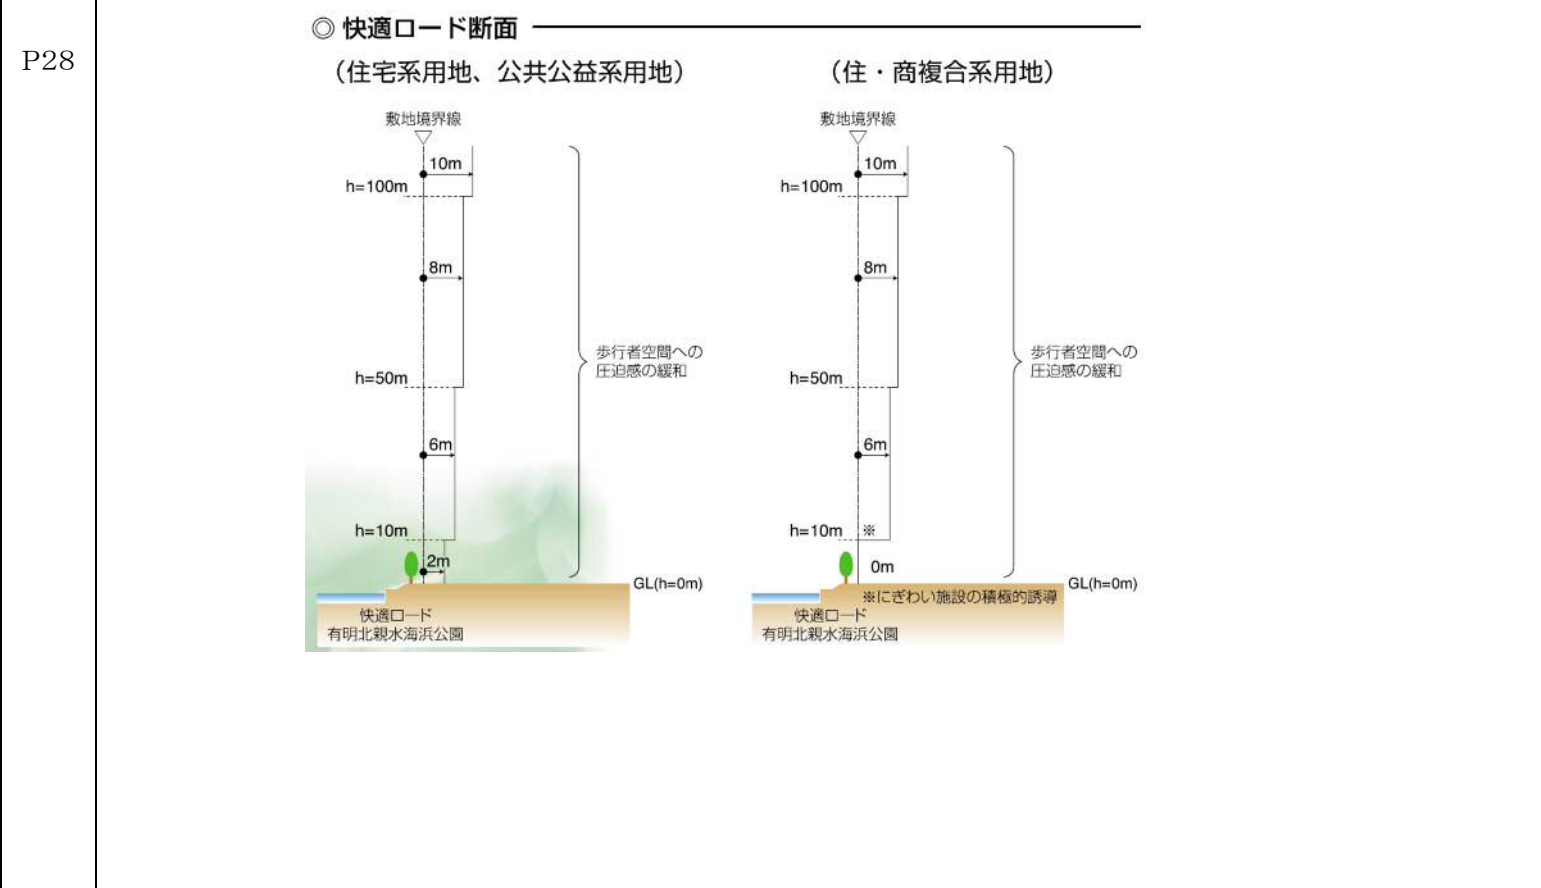 P28
◎ 快適ロード断面
（住宅系用地、公共公益系用地）
敷地境界線
10m
h=100m
8m
歩行者空間への
圧迫感の緩和
h=50m
6m
h=10m
2m
GL(h=0m)
快適ロード
有明北親水海浜公園
（住・商複合系用地）
敷地境界線
10m
h=100m
8m
歩行者空間への
圧迫感の緩和
h=50m
6m
h=10m ※
0m
GL(h=0m)
※にぎわい施設の積極的誘導
快適ロード
有明北親水海浜公園